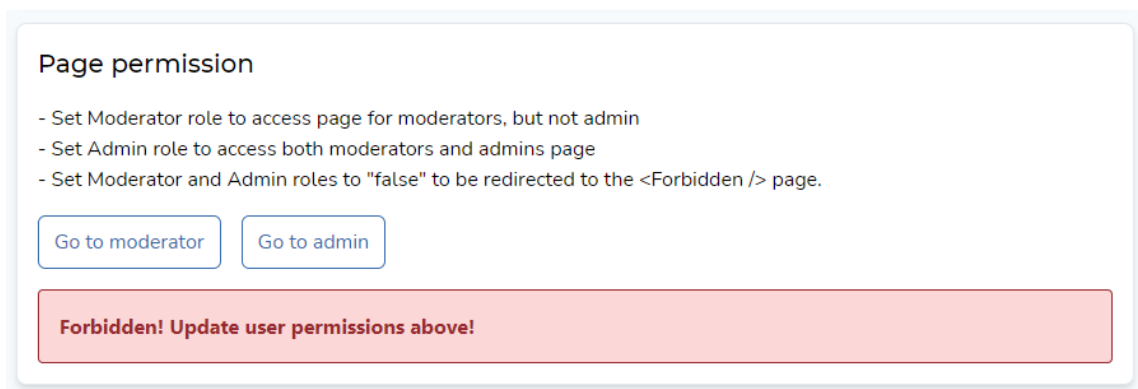 Page permission
- Set Moderator role to access page for moderators, but not admin
- Set Admin role to access both moderators and admins page
- Set Moderator and Admin roles to "false" to be redirected to the <Forbidden /> page.
Go to moderator Go to admin
Forbidden! Update user permissions above!